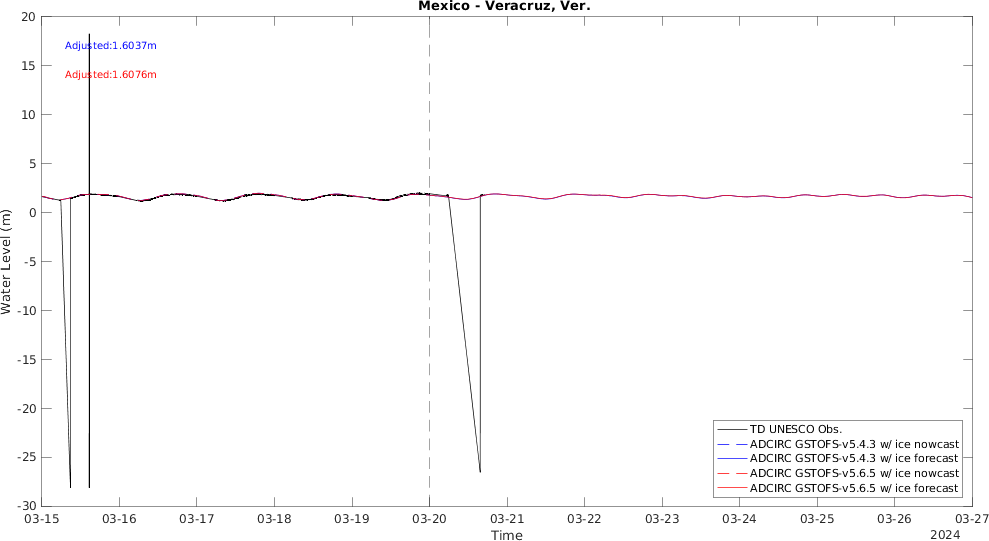 Mexico - Veracruz, Ver.
20
15
10
5
0
-5
-10
-15
-20
-25
-30
Water Level (m)
Adjusted:1.6037m
Adjusted:1.6076m
TD UNESCO Obs.
ADCIRC GSTOFS-v5.4.3 w/ ice nowcast
ADCIRC GSTOFS-v5.4.3 w/ ice forecast
ADCIRC GSTOFS-v5.6.5 w/ ice nowcast
ADCIRC GSTOFS-v5.6.5 w/ ice forecast
03-15 03-16 03-17 03-18 03-19 03-20 03-21 03-22 03-23 03-24 03-25 03-26 03-27
Time
2024